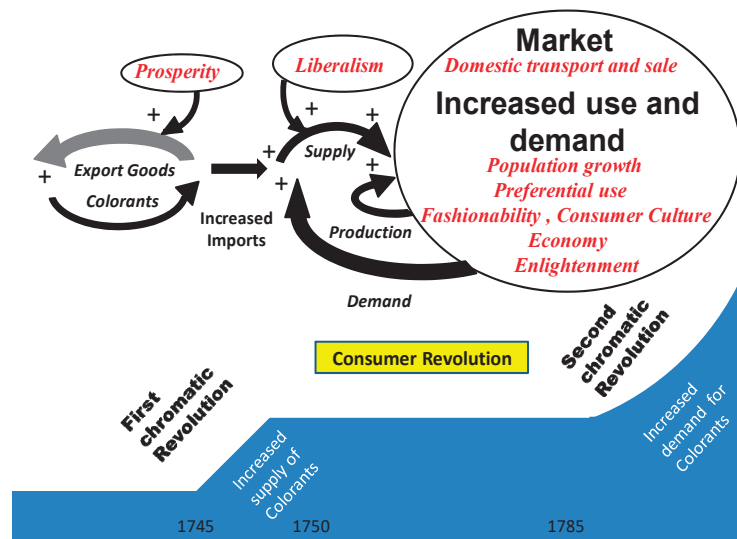 Market
Prosperity
Liberalism
Domestic transport and sale
+
+
+
Increased use and
demand
+
Supply
+
Export Goods
+
+
Colorants
Population growth
Preferential use
Increased
Imports
Production
Fashionability , Consumer Culture
Economy
Enlightenment
Demand
Consumer Revolution
First
chromatic
Revolution
Second
chromatic
Revolution
Increased
supply of
Colorants
Increased
demand for
Colorants
1745
1750
1785